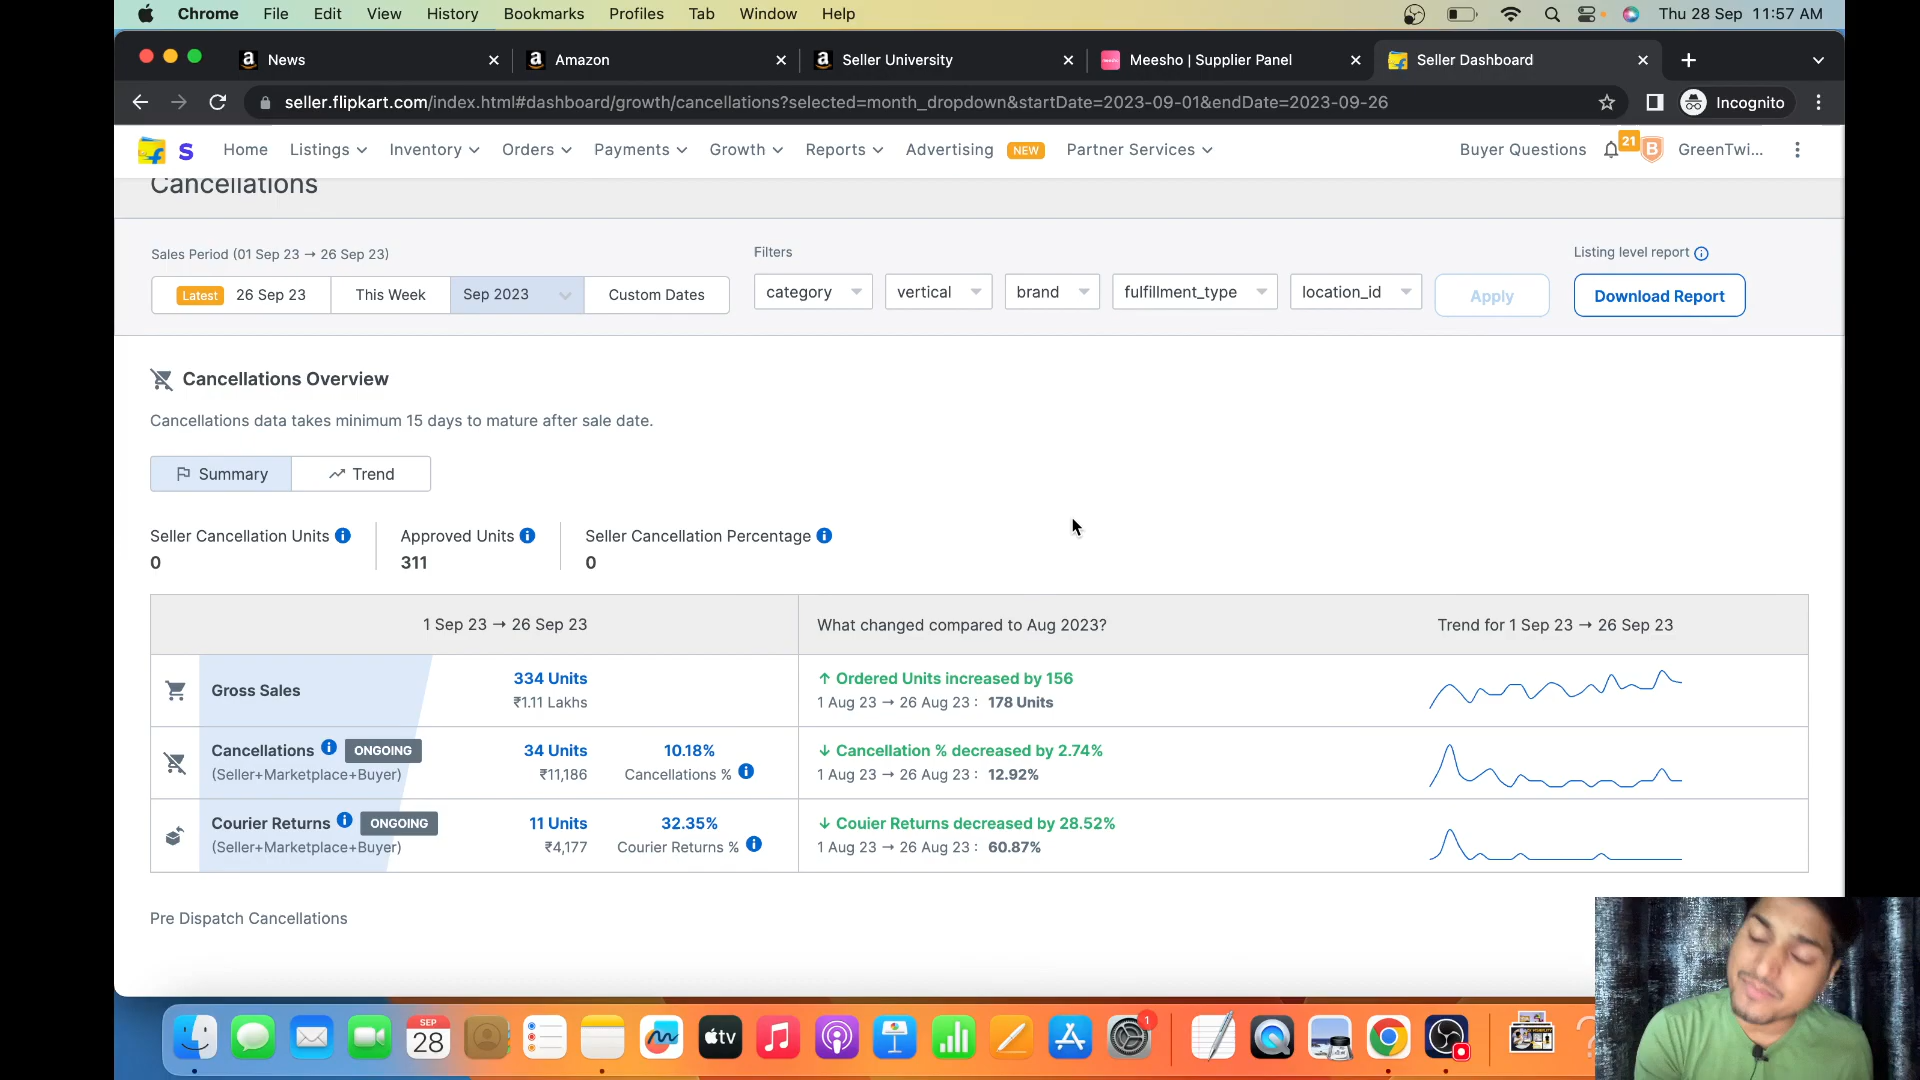 Chrome File Edit View History Bookmarks Profiles Tab Window Help Thu 28 Sep 11:57 AM
News Amazon Seller University Meesho | Supplier Panel Seller Dashboard
seller.flipkart.com/index.html#dashboard/growth/cancellations?selected=month_dropdown&startDate=2023-09-01&endDate=2023-09-26 Incognito
Home Listings Inventory Orders Payments Growth Reports Advertising NEW Partner Services Buyer Questions 21 B GreenTwi...
Cancellations
Sales Period (01 Sep 23 → 26 Sep 23) Filters Listing level report
Latest 26 Sep 23 This Week Sep 2023 Custom Dates category vertical brand fulfillment_type location_id Apply Download Report
Cancellations Overview
Cancellations data takes minimum 15 days to mature after sale date.
Summary Trend
Seller Cancellation Units Approved Units Seller Cancellation Percentage
0 311 0
1 Sep 23 → 26 Sep 23 What changed compared to Aug 2023? Trend for 1 Sep 23 → 26 Sep 23
Gross Sales 334 Units ↑ Ordered Units increased by 156
₹1.11 Lakhs 1 Aug 23 → 26 Aug 23 : 178 Units
Cancellations ONGOING 34 Units 10.18% ↓ Cancellation % decreased by 2.74%
(Seller+Marketplace+Buyer) ₹11,186 Cancellations % 1 Aug 23 → 26 Aug 23 : 12.92%
Courier Returns ONGOING 11 Units 32.35% ↓ Couier Returns decreased by 28.52%
(Seller+Marketplace+Buyer) ₹4,177 Courier Returns % 1 Aug 23 → 26 Aug 23 : 60.87%
Pre Dispatch Cancellations
SEP
28
tv
1